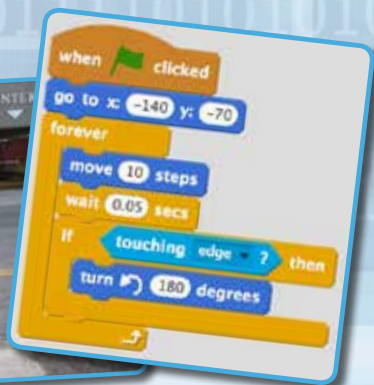 when clicked
go to x: -140 y: -70
forever
move 10 steps
wait 0.05 secs
if touching edge ? then
turn 180 degrees